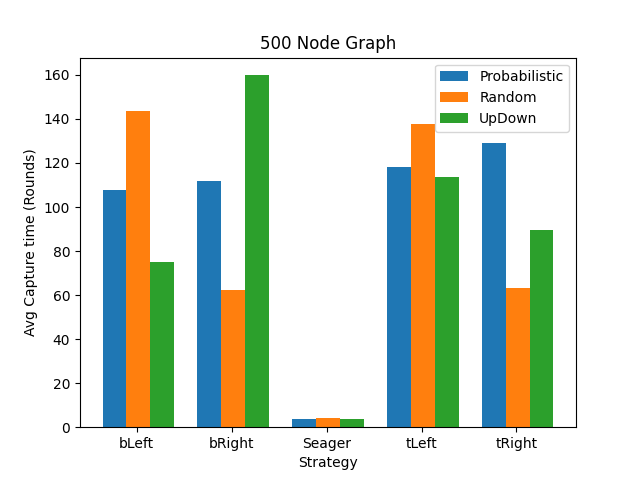 500 Node Graph
Probabilistic
Random
UpDown
Avg Capture time (Rounds)
160
140
120
100
80
60
40
20
0
bLeft bRight Seager tLeft tRight
Strategy